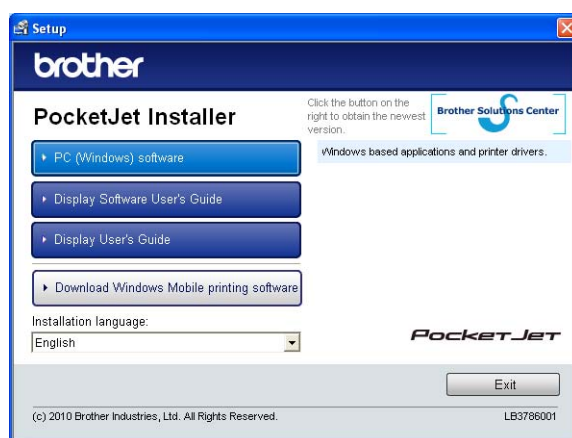 Setup
brother
PocketJet Installer
Click the button on the
right to obtain the newest
version.
Brother Solutions Center
PC (Windows) software
Windows based applications and printer drivers.
Display Software User's Guide
Display User's Guide
Download Windows Mobile printing software
Installation language:
English
PocketJet
Exit
(c) 2010 Brother Industries, Ltd. All Rights Reserved.
LB3786001